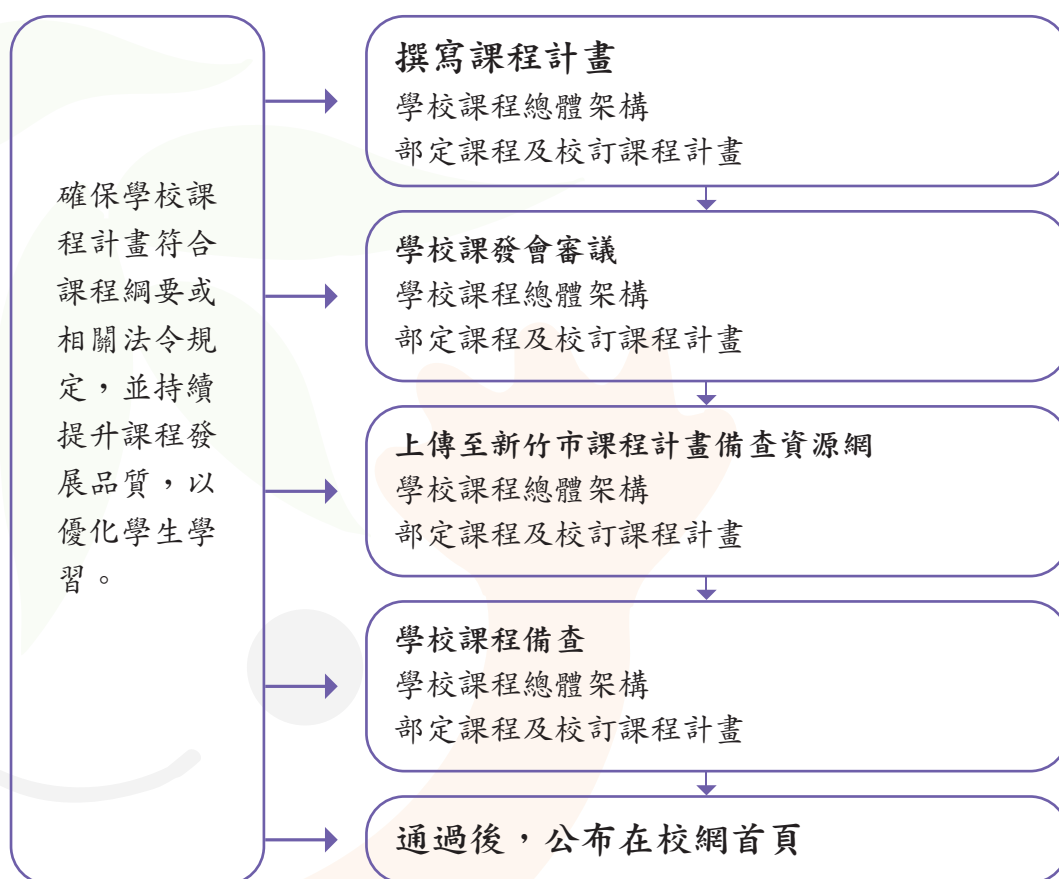 確保學校課
程計畫符合
課程綱要或
相關法令規
定，並持續
提升課程發
展品質，以
優化學生學
習。
撰寫課程計畫
學校課程總體架構
部定課程及校訂課程計畫
學校課發會審議
學校課程總體架構
部定課程及校訂課程計畫
上傳至新竹市課程計畫備查資源網
學校課程總體架構
部定課程及校訂課程計畫
學校課程備查
學校課程總體架構
部定課程及校訂課程計畫
通過後，公布在校網首頁